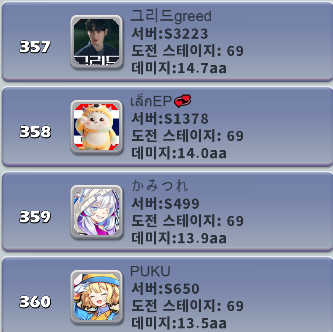 357
그리드greed
서버:S3223
도전 스테이지: 69
데미지:14.7aa
그리드
358
เล็กEP
서버:S1378
도전 스테이지: 69
데미지:14.0aa
359
かみつれ
서버:S499
도전 스테이지: 69
데미지:13.9aa
360
PUKU
서버:S650
도전 스테이지: 69
데미지:13.5aa